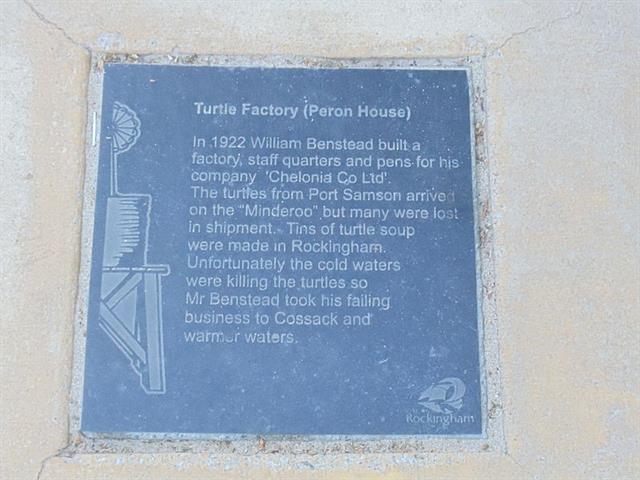 Turtle Factory (Peron House)
In 1922 William Benstead built a
factory, staff quarters and pens for his
company 'Chelonia Co Ltd'.
The turtles from Port Samson arrived
on the "Minderoo" but many were lost
in shipment. Tins of turtle soup
were made in Rockingham.
Unfortunately the cold waters
were killing the turtles so
Mr Benstead took his failing
business to Cossack and
warmer waters.
Rockingham